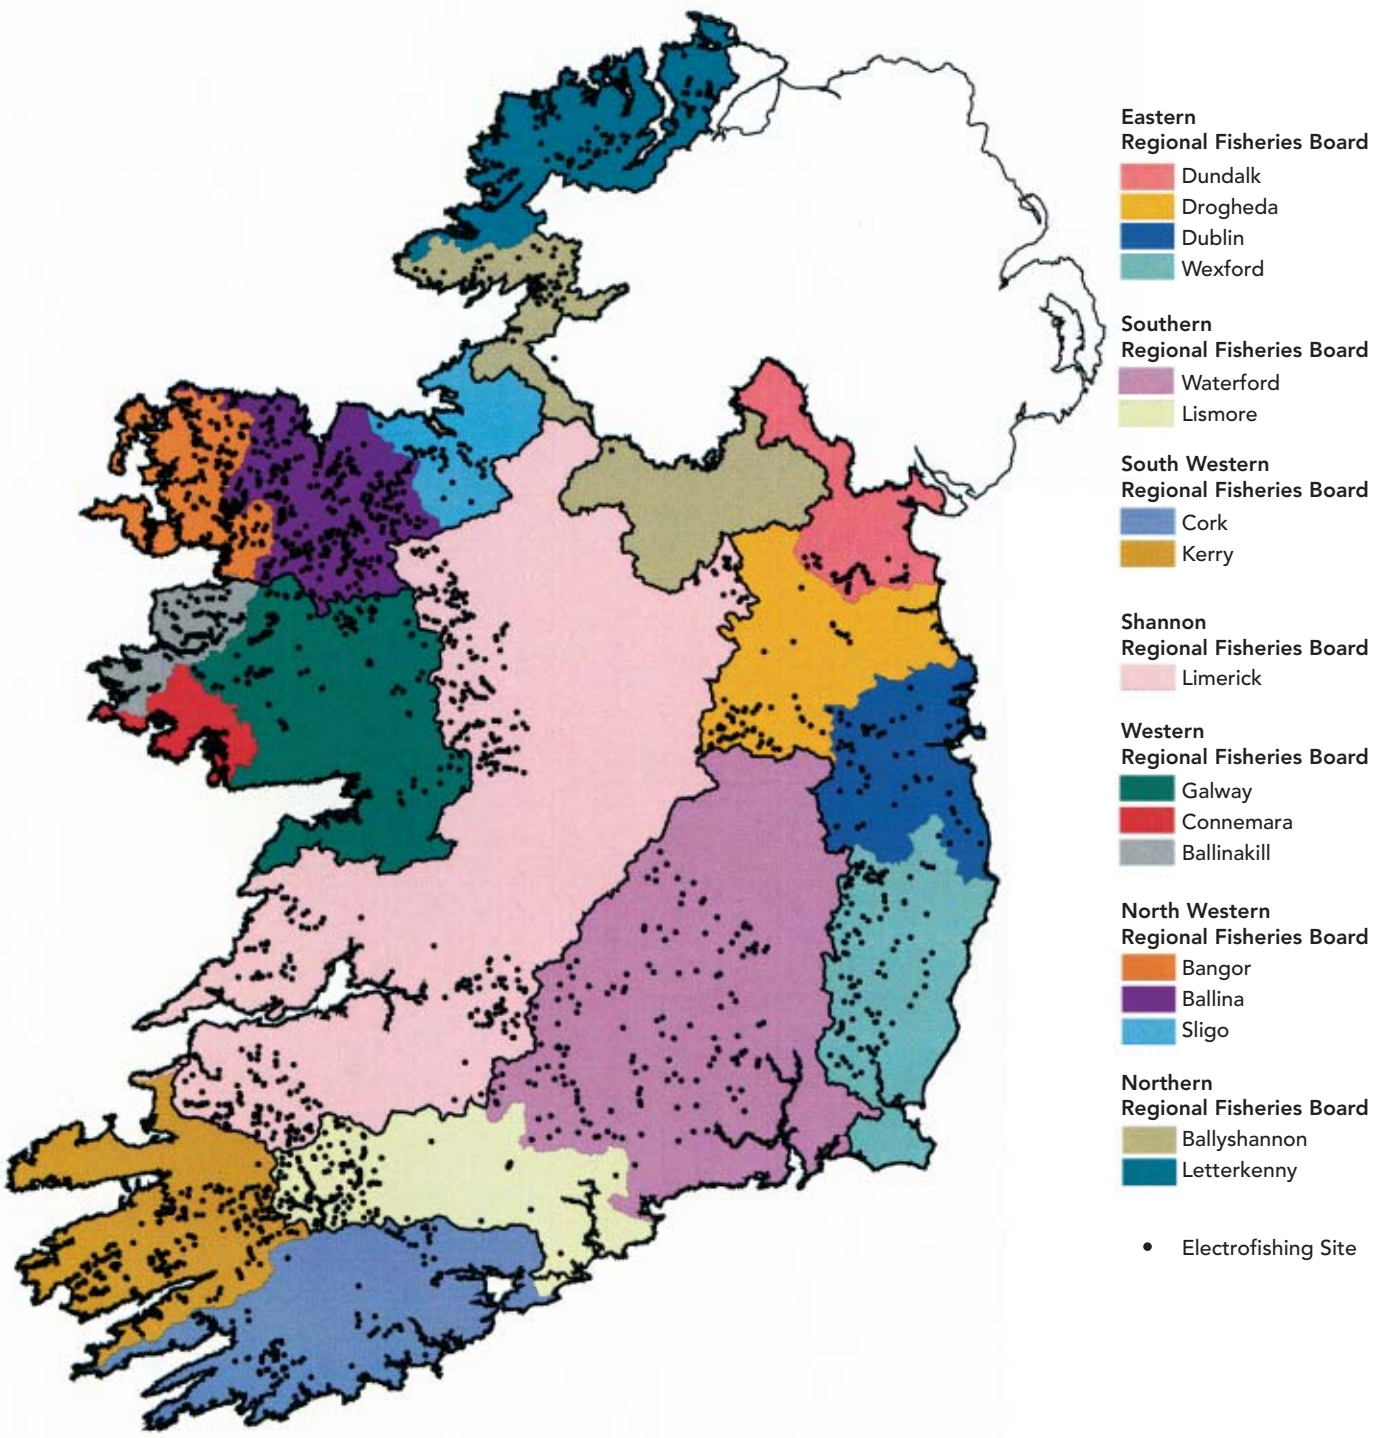 Eastern
Regional Fisheries Board
Dundalk
Drogheda
Dublin
Wexford
Southern
Regional Fisheries Board
Waterford
Lismore
South Western
Regional Fisheries Board
Cork
Kerry
Shannon
Regional Fisheries Board
Limerick
Western
Regional Fisheries Board
Galway
Connemara
Ballinakill
North Western
Regional Fisheries Board
Bangor
Ballina
Sligo
Northern
Regional Fisheries Board
Ballyshannon
Letterkenny
Electrofishing Site